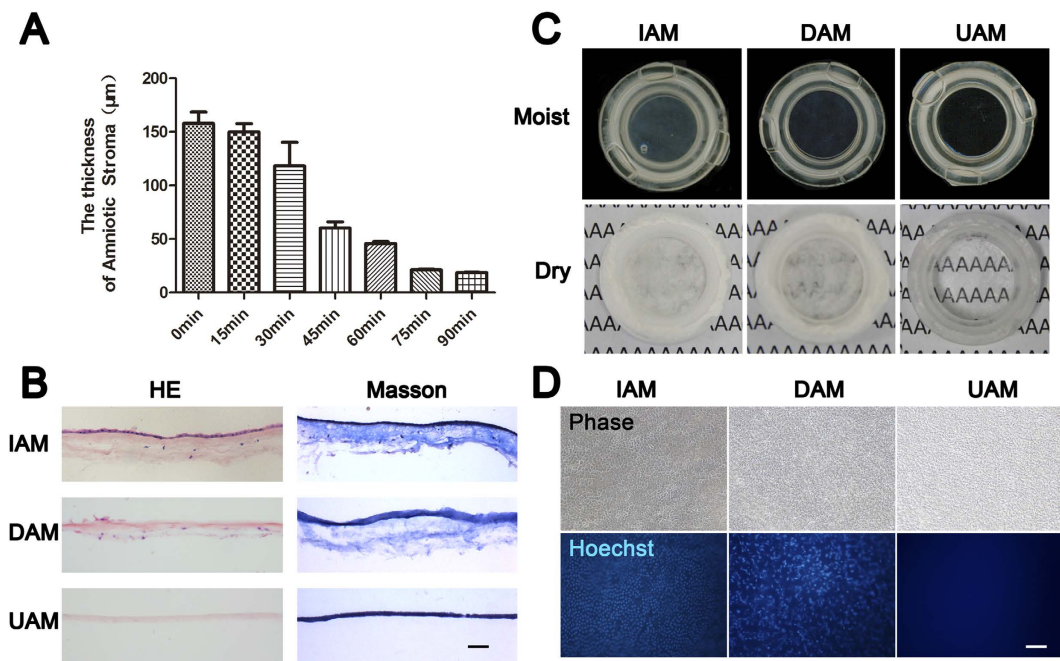 A
The thickness
of Amniotic Stroma (μm)
200
150
100
50
0
0min
15min
30min
45min
60min
75min
90min
B
HE
Masson
IAM
DAM
UAM
C
IAM
DAM
UAM
Moist
Dry
AAAAA
D
IAM
DAM
UAM
Phase
Hoechst